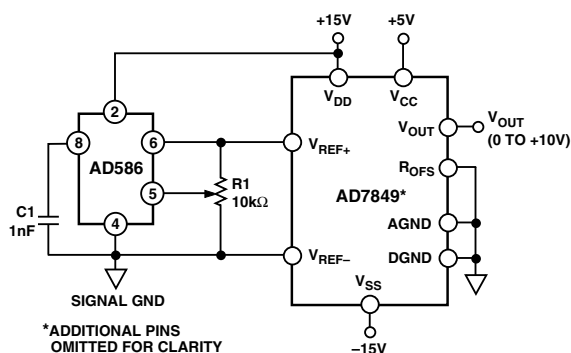 +15V
+5V
2
V_DD
V_CC
V_OUT
V_OUT
(0 TO +10V)
8
6
V_REF+
R_OFS
AD586
R1
10kΩ
AD7849*
5
C1
1nF
AGND
4
V_REF–
DGND
V_SS
SIGNAL GND
*ADDITIONAL PINS
OMITTED FOR CLARITY
–15V